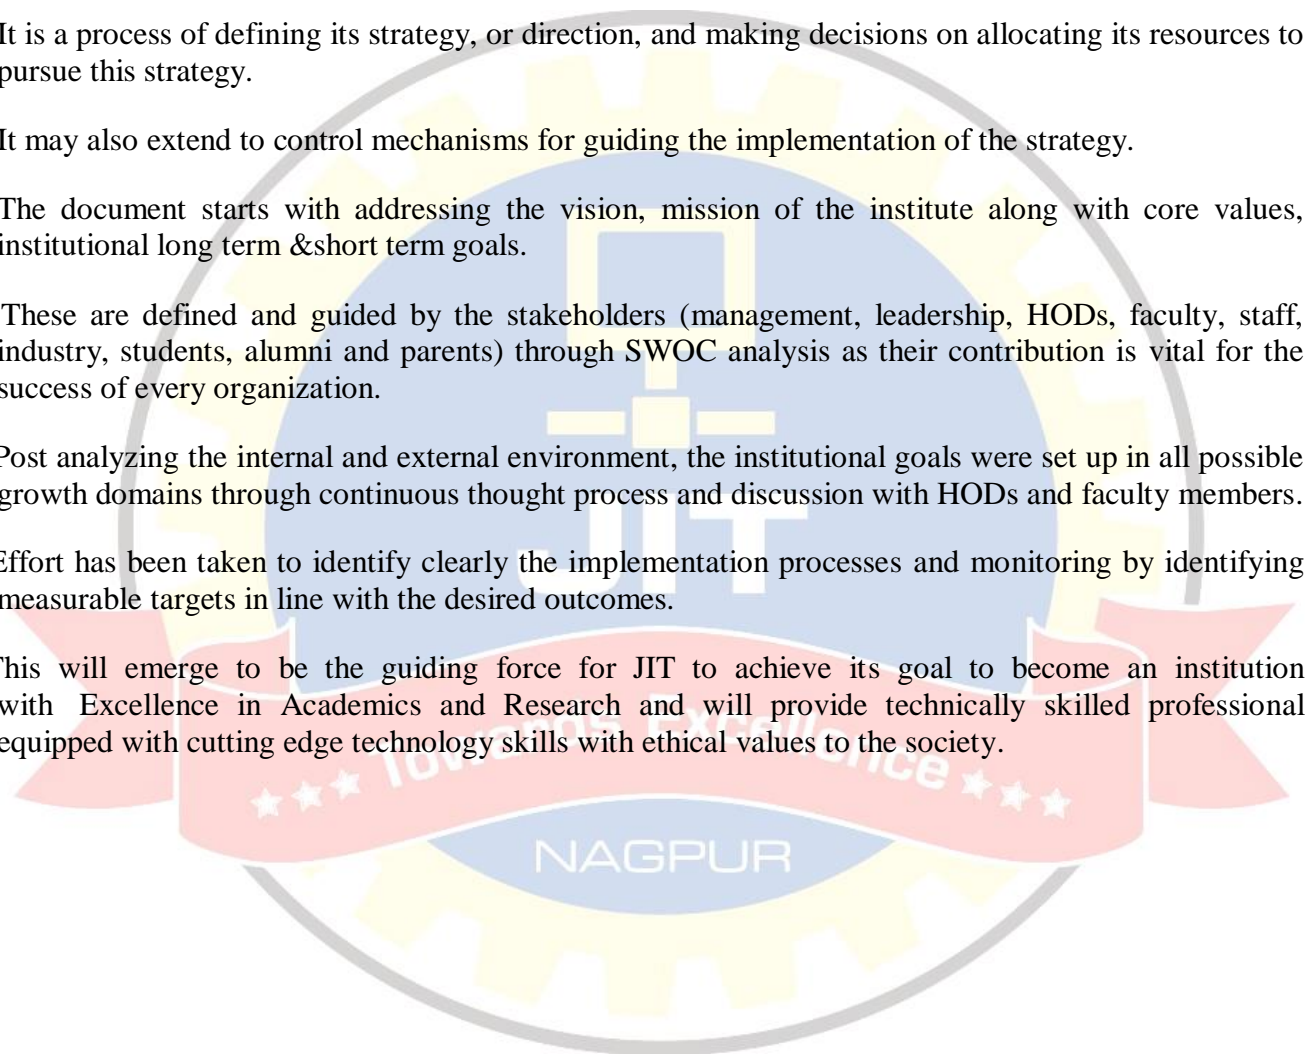 It is a process of defining its strategy, or direction, and making decisions on allocating its resources to
pursue this strategy.
It may also extend to control mechanisms for guiding the implementation of the strategy.
The document starts with addressing the vision, mission of the institute along with core values,
institutional long term &short term goals.
These are defined and guided by the stakeholders (management, leadership, HODs, faculty, staff,
industry, students, alumni and parents) through SWOC analysis as their contribution is vital for the
success of every organization.
Post analyzing the internal and external environment, the institutional goals were set up in all possible
growth domains through continuous thought process and discussion with HODs and faculty members.
JIT
Effort has been taken to identify clearly the implementation processes and monitoring by identifying
measurable targets in line with the desired outcomes.
This will emerge to be the guiding force for JIT to achieve its goal to become an institution
with Excellence in Academics and Research and will provide technically skilled professional
equipped with cutting edge technology skills with ethical values to the society.
Towards Excellence
NAGPUR